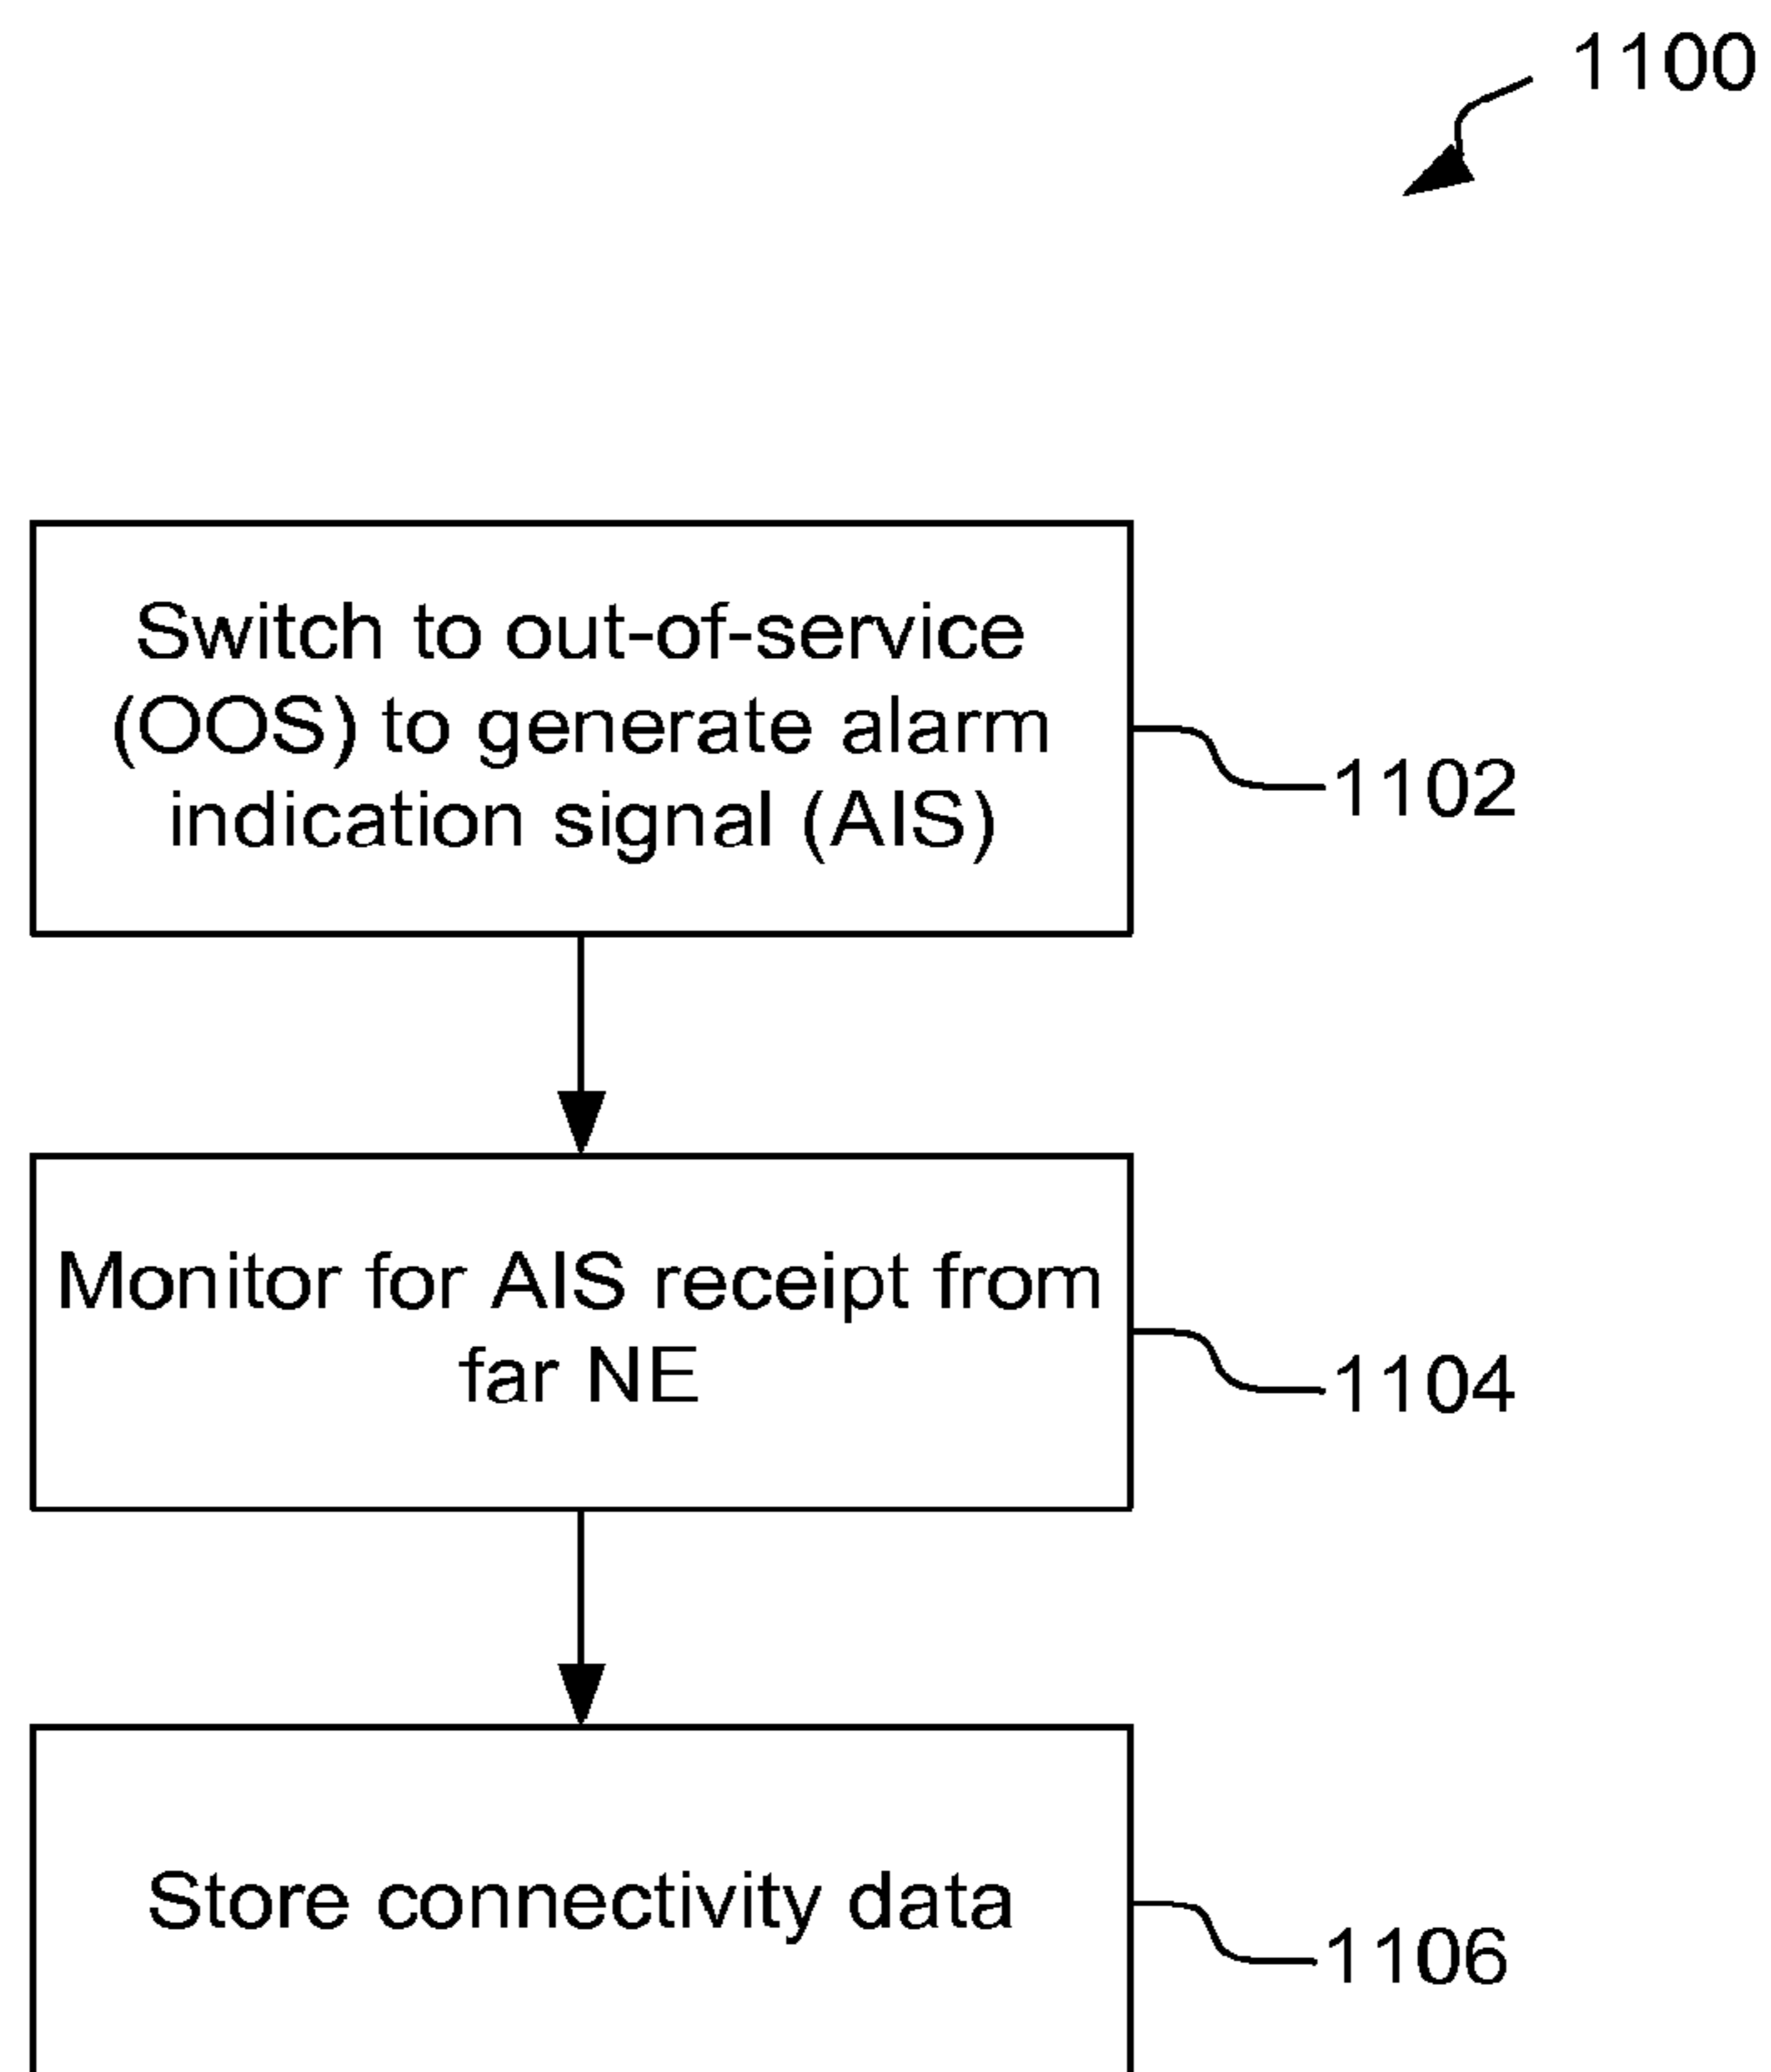 1100
Switch to out-of-service
(OOS) to generate alarm
indication signal (AIS)
1102
Monitor for AIS receipt from
far NE
1104
Store connectivity data
1106